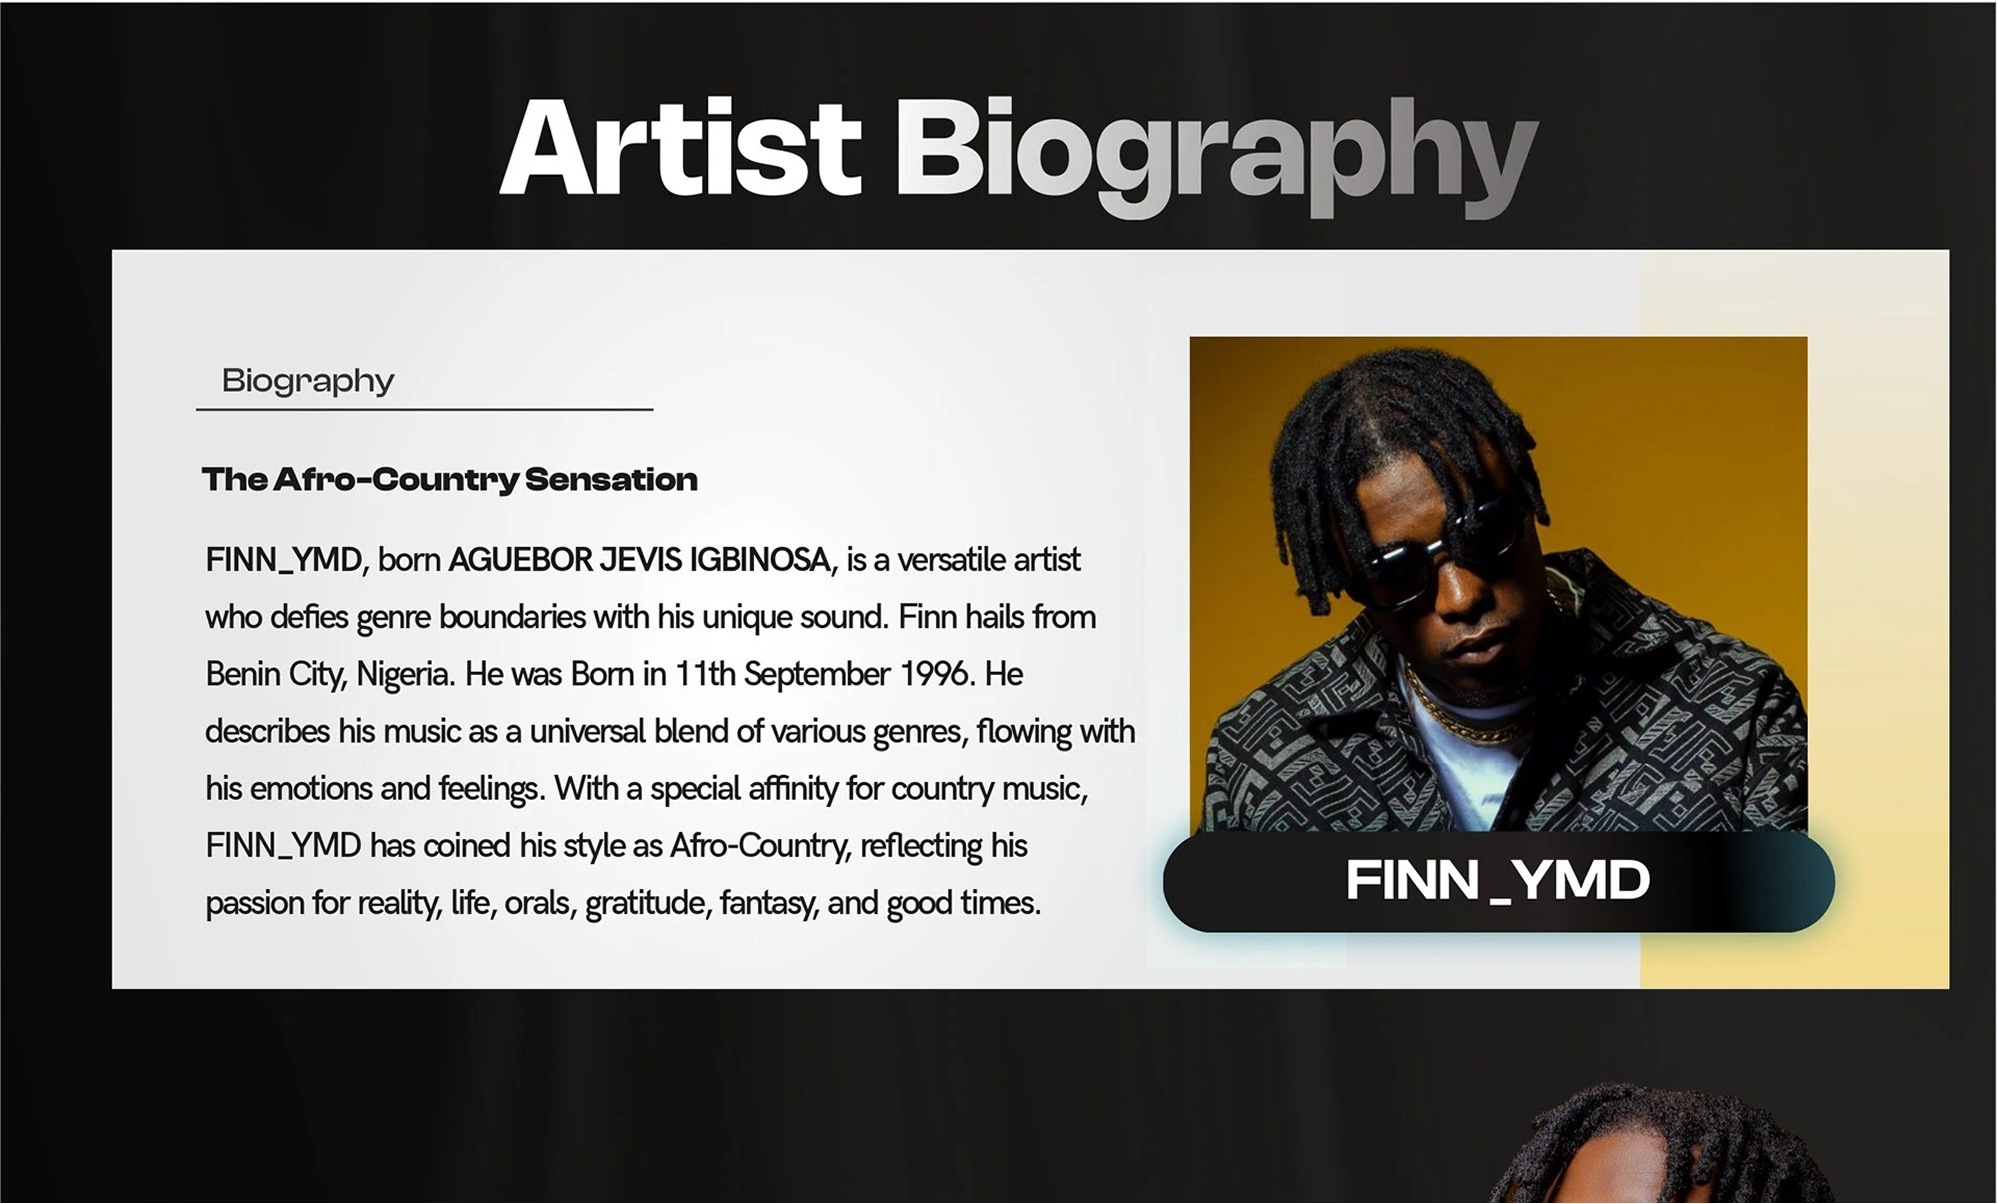 Artist Biography
Biography
The Afro-Country Sensation
FINN_YMD, born AGUEBOR JEVIS IGBINOSA, is a versatile artist
who defies genre boundaries with his unique sound. Finn hails from
Benin City, Nigeria. He was Born in 11th September 1996. He
describes his music as a universal blend of various genres, flowing with
his emotions and feelings. With a special affinity for country music,
FINN_YMD has coined his style as Afro-Country, reflecting his
passion for reality, life, orals, gratitude, fantasy, and good times.
FINN_YMD